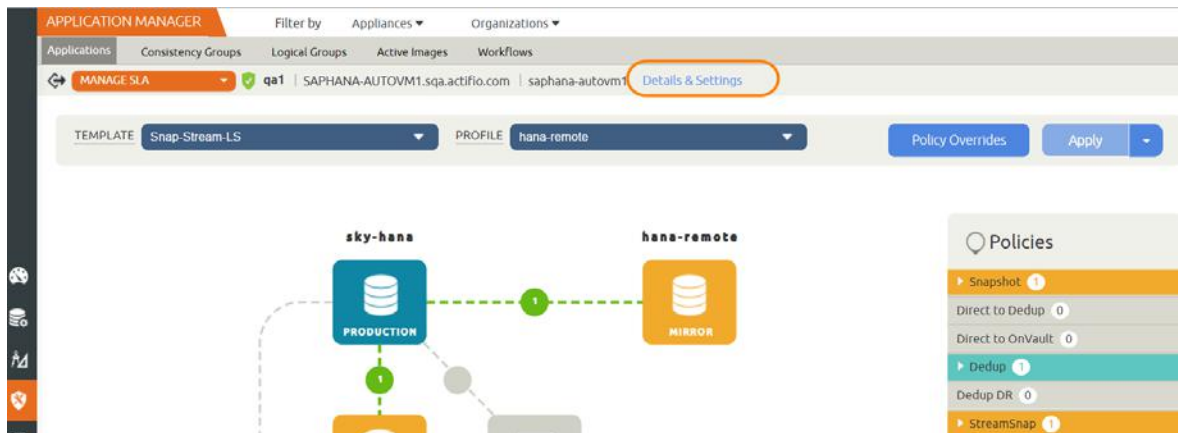 APPLICATION MANAGER Filter by Appliances Organizations
Applications Consistency Groups Logical Groups Active Images Workflows
MANAGE SLA qa1 | SAPHANA-AUTOVM1.sqa.actifio.com | saphana-autovm1 Details & Settings
TEMPLATE Snap-Stream-LS PROFILE hana-remote Policy Overrides Apply
sky-hana hana-remote
Policies
Snapshot 1
1
Direct to Dedup 0
PRODUCTION MIRROR
Direct to OnVault 0
Dedup 1
1
Dedup DR 0
StreamSnap 1